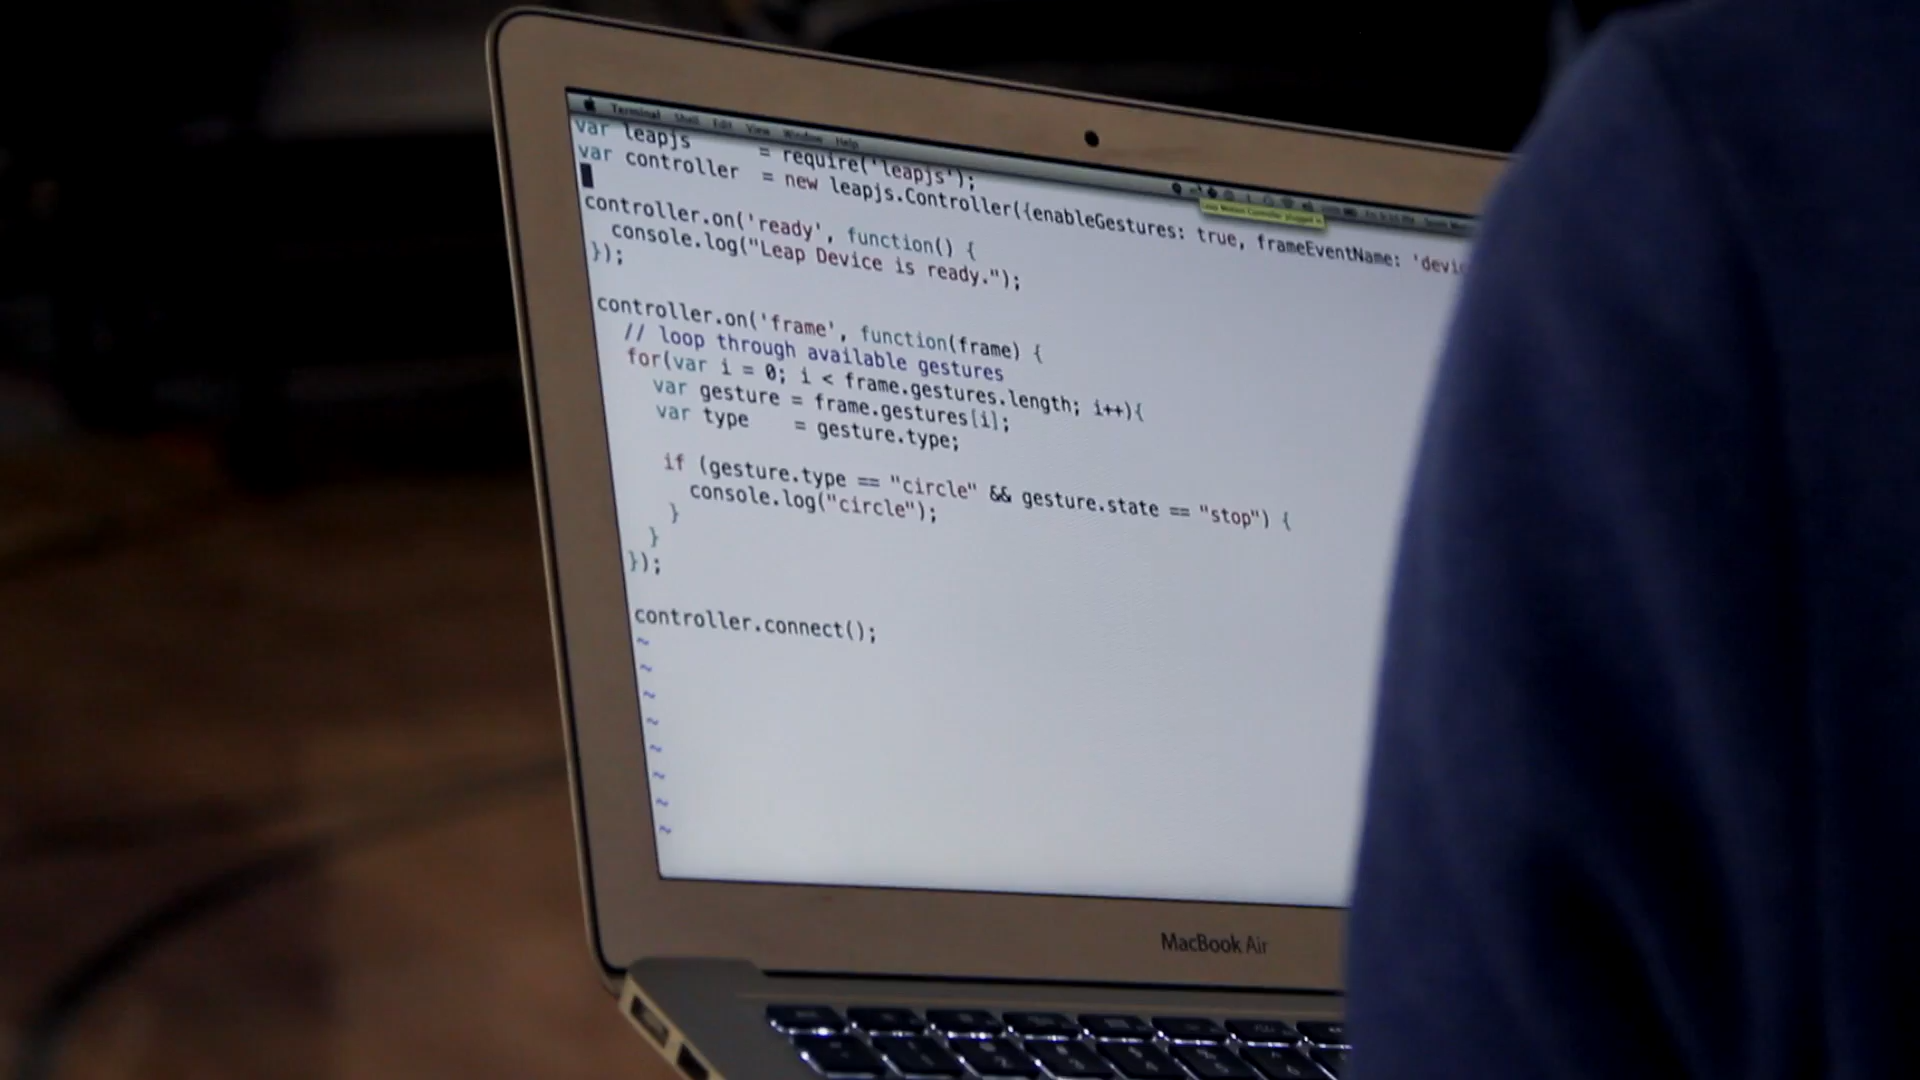 Terminal Shell Edit View Window Help
var leapjs = require('leapjs');
var controller = new leapjs.Controller({enableGestures: true, frameEventName: 'devic
controller.on('ready', function() {
console.log("Leap Device is ready.");
});
controller.on('frame', function(frame) {
// loop through available gestures
for(var i = 0; i < frame.gestures.length; i++){
var gesture = frame.gestures[i];
var type = gesture.type;
if (gesture.type == "circle" && gesture.state == "stop") {
console.log("circle");
}
}
});
controller.connect();
~
~
~
~
~
~
~
~
MacBook Air